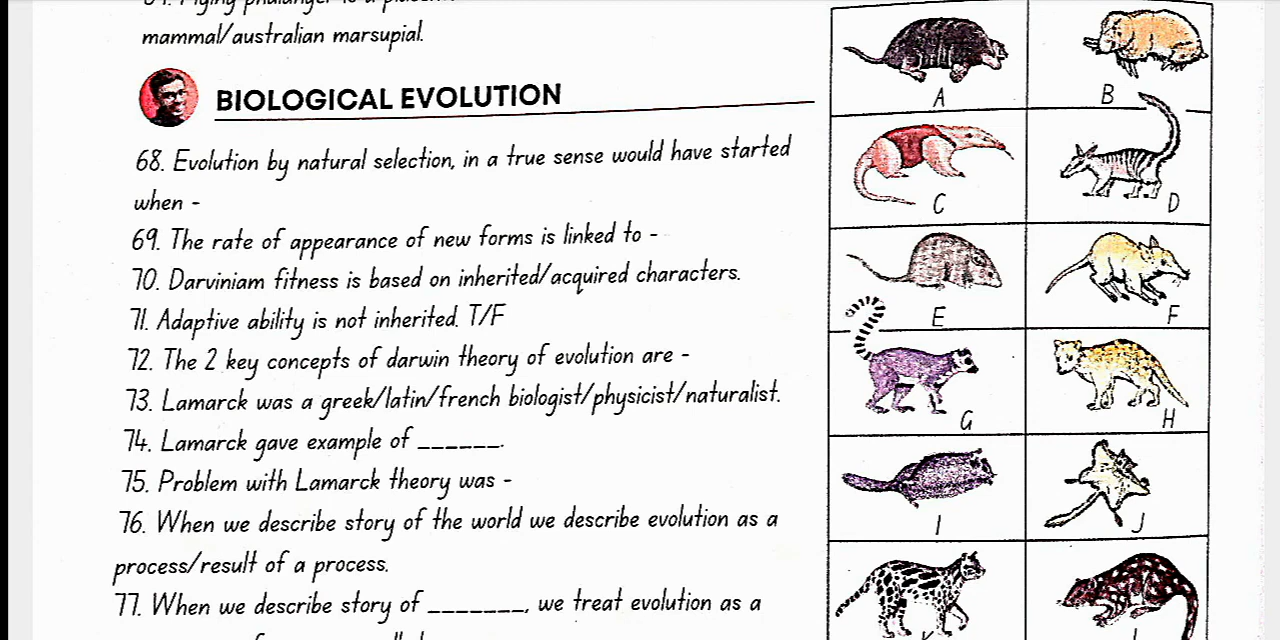 mammal/australian marsupial.
BIOLOGICAL EVOLUTION
68. Evolution by natural selection, in a true sense would have started
when -
69. The rate of appearance of new forms is linked to -
70. Darviniam fitness is based on inherited/acquired characters.
71. Adaptive ability is not inherited. T/F
72. The 2 key concepts of darwin theory of evolution are -
73. Lamarck was a greek/latin/french biologist/physicist/naturalist.
74. Lamarck gave example of ______.
75. Problem with Lamarck theory was -
76. When we describe story of the world we describe evolution as a
process/result of a process.
77. When we describe story of _______, we treat evolution as a
A
B
C
D
E
F
G
H
I
J